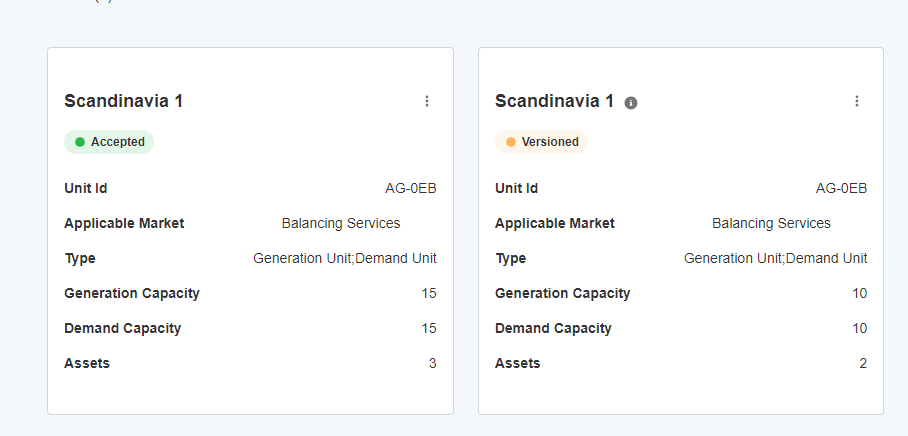 Scandinavia 1
Accepted
Unit Id AG-0EB
Applicable Market Balancing Services
Type Generation Unit;Demand Unit
Generation Capacity 15
Demand Capacity 15
Assets 3
Scandinavia 1
Versioned
Unit Id AG-0EB
Applicable Market Balancing Services
Type Generation Unit;Demand Unit
Generation Capacity 10
Demand Capacity 10
Assets 2